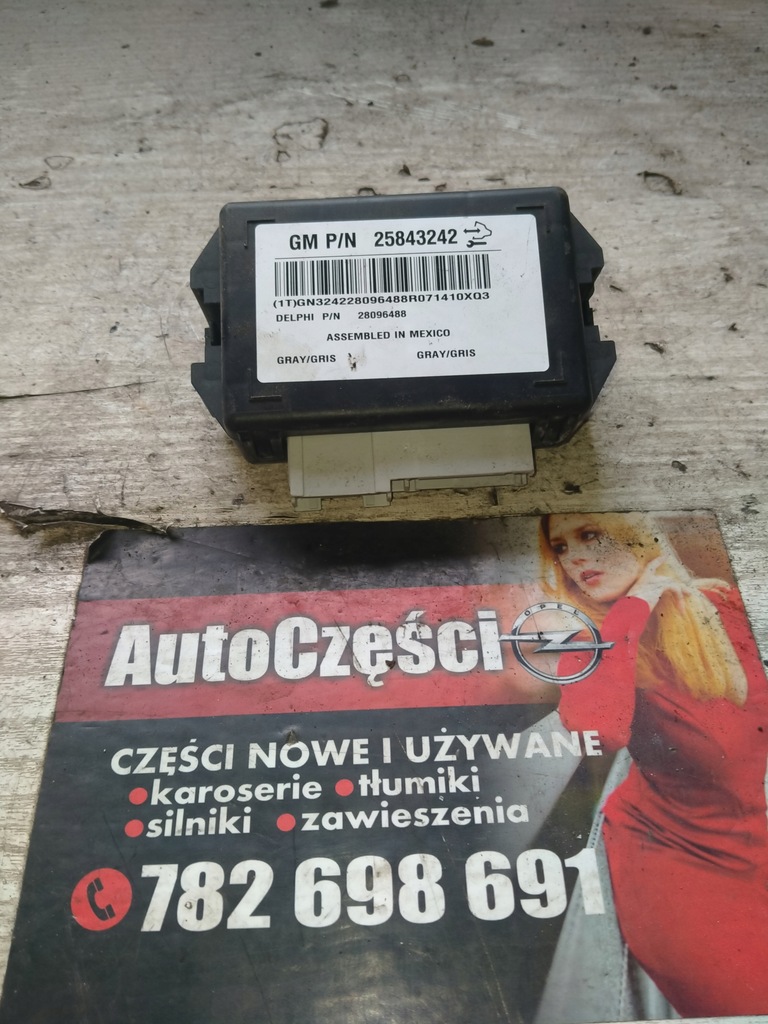 GM P/N 25843242
(1T)GN324228096488R071410XQ3
DELPHI P/N 28096488
ASSEMBLED IN MEXICO
GRAY/GRIS GRAY/GRIS
AutoCzęści
OPEL
CZĘŚCI NOWE I UŻYWANE
•karoserie •tłumiki
•silniki •zawieszenia
782 698 691